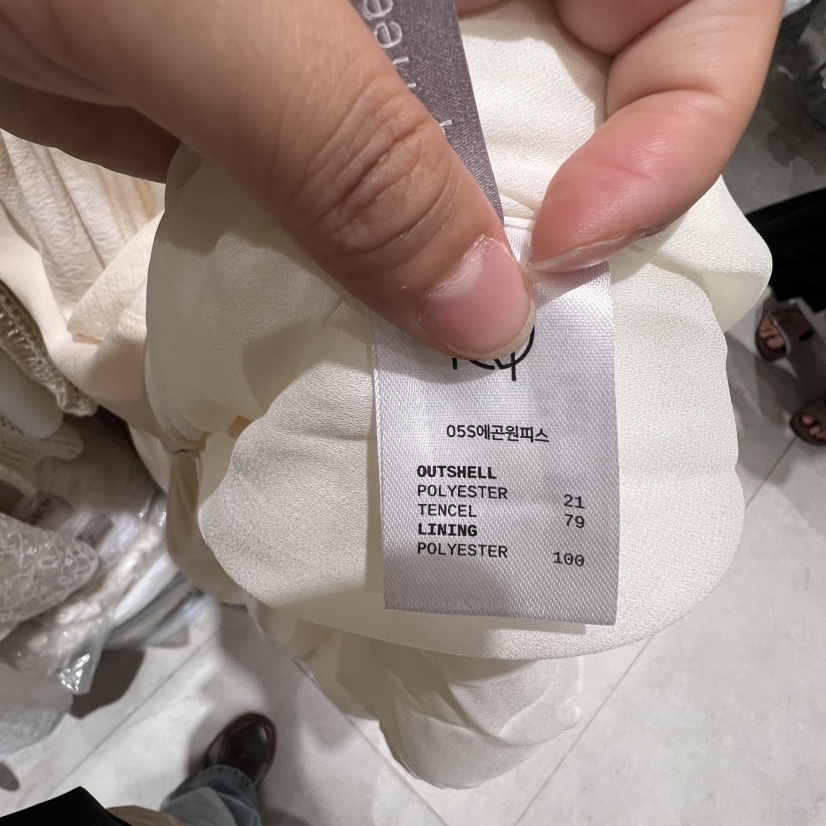 05S에곤원피스
OUTSHELL
POLYESTER 21
TENCEL 79
LINING
POLYESTER 100